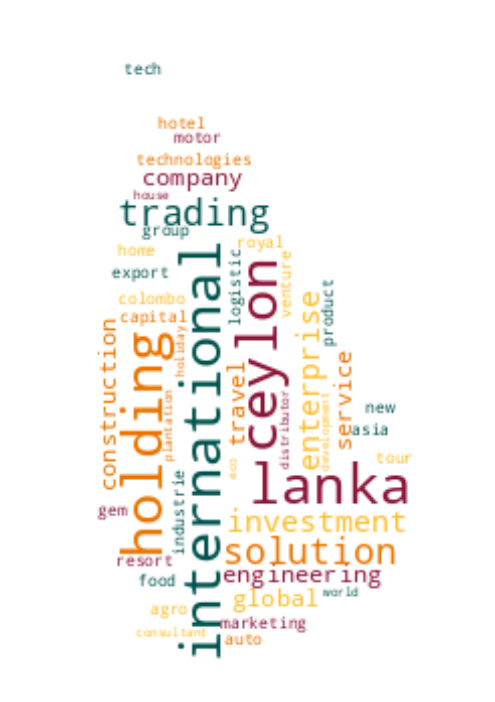 tech
hotel
motor
technologies
company
house
trading
group
royal
home
export
colombo
capital
international
ceylon
logistic
venture
product
holding
construction
holiday
plantation
enterprise
travel
distributor
development
service
new
asia
tour
eco
lanka
industrie
gem
investment
solution
resort
engineering
food
global
world
agro
marketing
consultant
auto